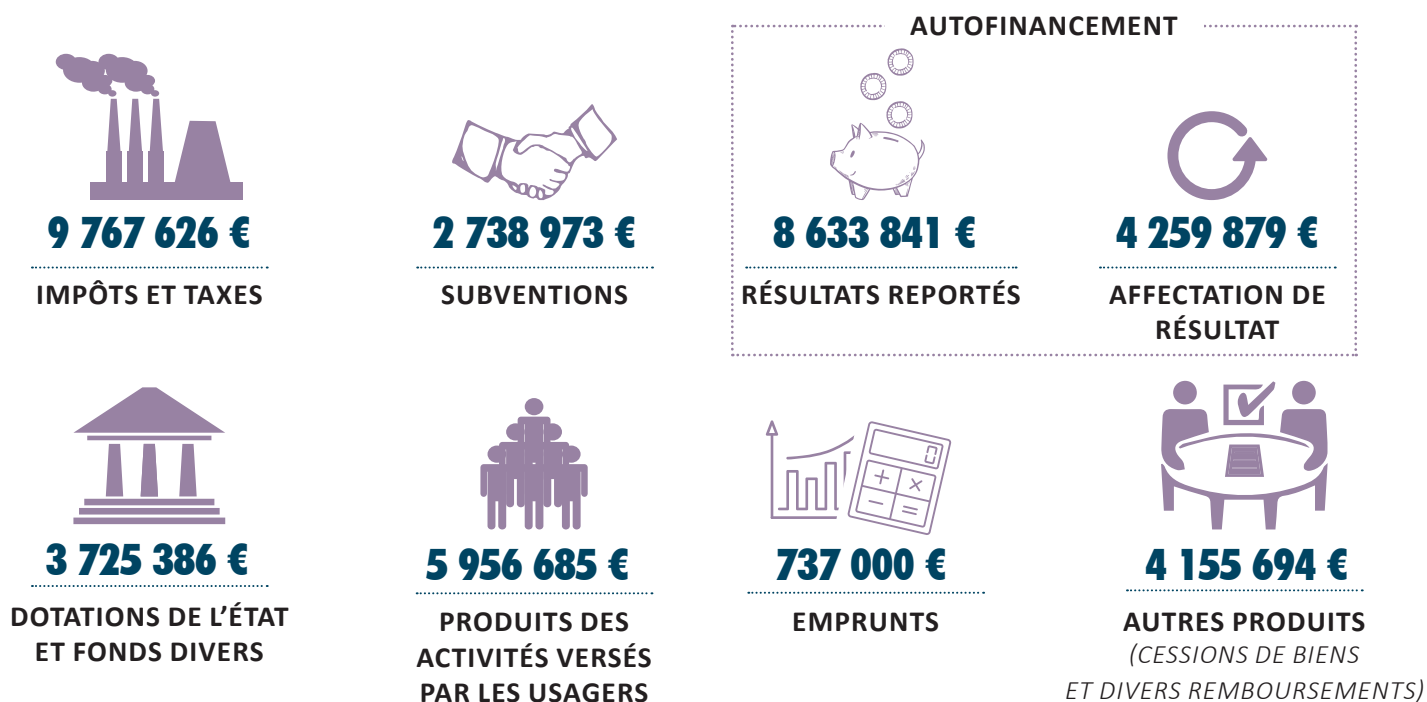 AUTOFINANCEMENT
9 767 626 €
IMPÔTS ET TAXES
2 738 973 €
SUBVENTIONS
8 633 841 €
RÉSULTATS REPORTÉS
4 259 879 €
AFFECTATION DE
RÉSULTAT
3 725 386 €
DOTATIONS DE L’ÉTAT
ET FONDS DIVERS
5 956 685 €
PRODUITS DES
ACTIVITÉS VERSÉS
PAR LES USAGERS
0
+ ×
− =
737 000 €
EMPRUNTS
4 155 694 €
AUTRES PRODUITS
(CESSIONS DE BIENS
ET DIVERS REMBOURSEMENTS)